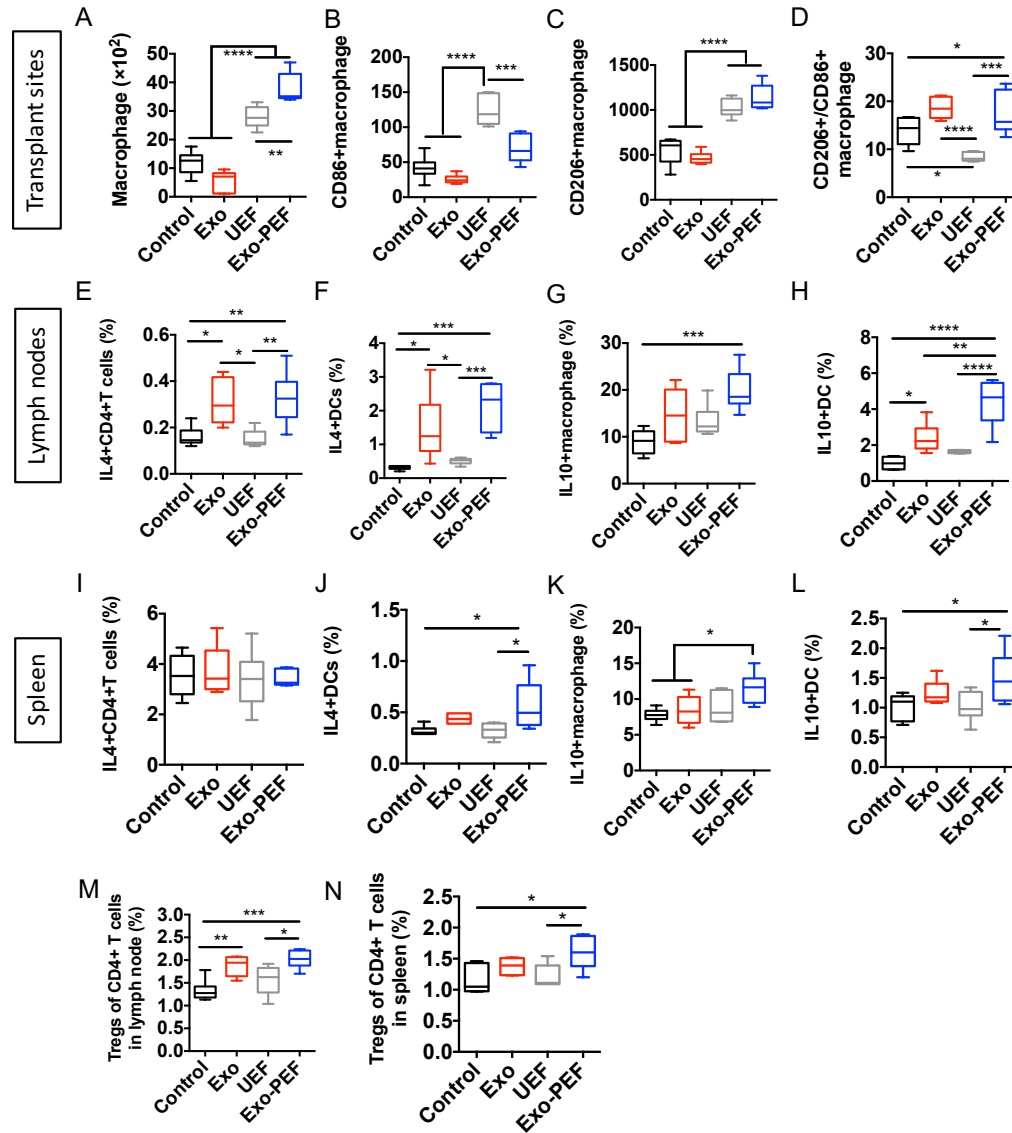 Transplant sites
A
Macrophage (×10²)
50
40
30
20
10
0
****
**
Control
Exo
UEF
Exo-PEF
B
CD86+macrophage
200
150
100
50
0
****
***
Control
Exo
UEF
Exo-PEF
C
CD206+macrophage
1500
1000
500
0
****
Control
Exo
UEF
Exo-PEF
D
CD206+/CD86+
macrophage
30
20
10
0
*
***
****
*
Control
Exo
UEF
Exo-PEF
Lymph nodes
E
IL4+CD4+T cells (%)
0.6
0.4
0.2
0.0
**
*
*
**
Control
Exo
UEF
Exo-PEF
F
IL4+DCs (%)
5
4
3
2
1
0
***
*
*
***
Control
Exo
UEF
Exo-PEF
G
IL10+macrophage (%)
30
20
10
0
***
Control
Exo
UEF
Exo-PEF
H
IL10+DC (%)
10
8
6
4
2
0
****
**
****
*
Control
Exo
UEF
Exo-PEF
Spleen
I
IL4+CD4+T cells (%)
8
6
4
2
0
Control
Exo
UEF
Exo-PEF
J
IL4+DCs (%)
1.5
1.0
0.5
0.0
*
*
Control
Exo
UEF
Exo-PEF
K
IL10+macrophage (%)
20
15
10
5
0
*
Control
Exo
UEF
Exo-PEF
L
IL10+DC (%)
3.0
2.5
2.0
1.5
1.0
0.5
0.0
*
*
Control
Exo
UEF
Exo-PEF
M
Tregs of CD4+ T cells
in lymph node (%)
3.0
2.5
2.0
1.5
1.0
0.5
0.0
***
**
*
Control
Exo
UEF
Exo-PEF
N
Tregs of CD4+ T cells
in spleen (%)
2.5
2.0
1.5
1.0
0.5
0.0
*
*
Control
Exo
UEF
Exo-PEF